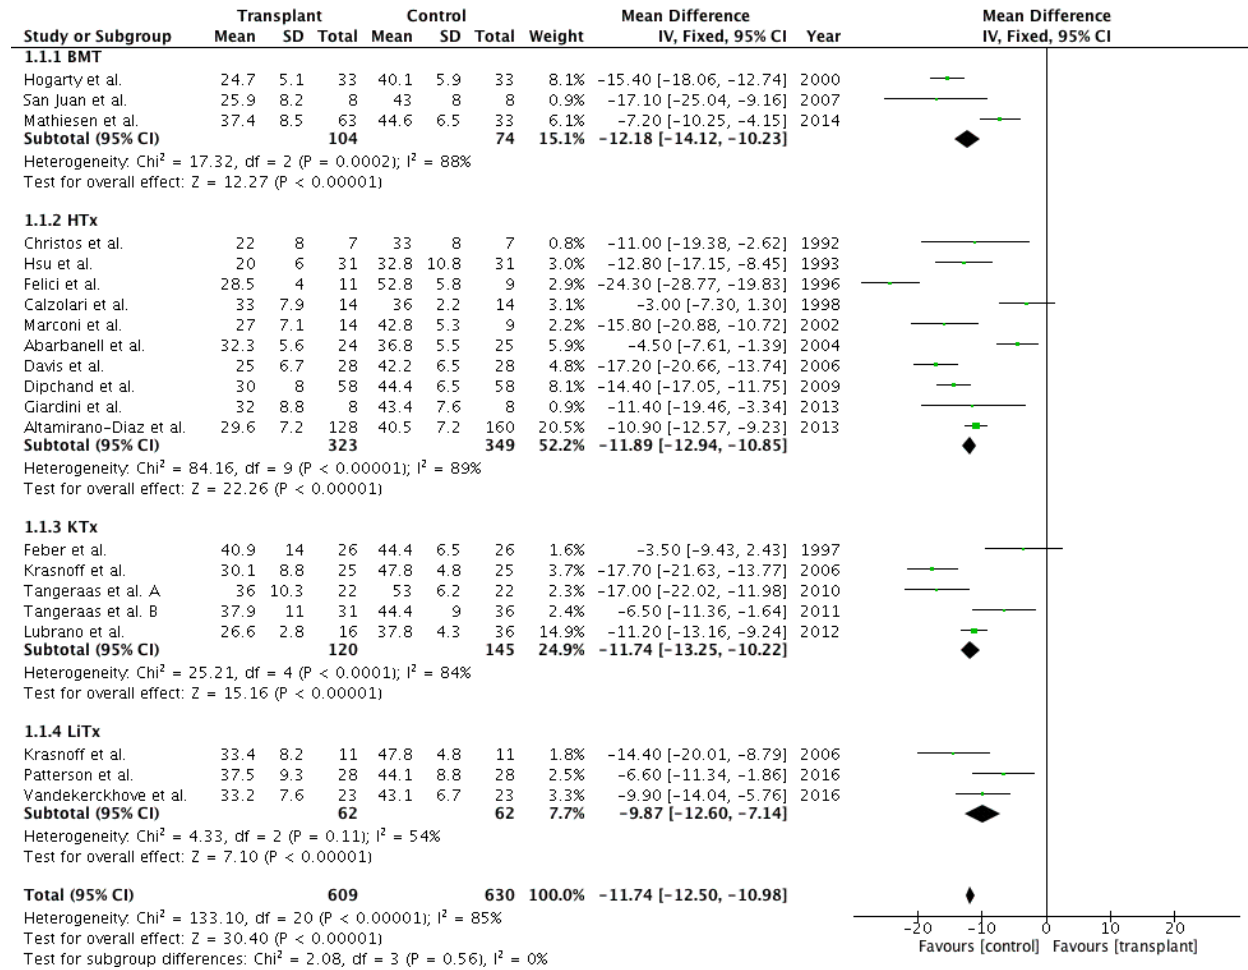 Transplant Control Mean Difference Mean Difference
Study or Subgroup Mean SD Total Mean SD Total Weight IV, Fixed, 95% CI Year IV, Fixed, 95% CI
1.1.1 BMT
Hogarty et al. 24.7 5.1 33 40.1 5.9 33 8.1% −15.40 [−18.06, −12.74] 2000
San Juan et al. 25.9 8.2 8 43 8 8 0.9% −17.10 [−25.04, −9.16] 2007
Mathiesen et al. 37.4 8.5 63 44.6 6.5 33 6.1% −7.20 [−10.25, −4.15] 2014
Subtotal (95% CI) 104 74 15.1% −12.18 [−14.12, −10.23]
Heterogeneity: Chi² = 17.32, df = 2 (P = 0.0002); I² = 88%
Test for overall effect: Z = 12.27 (P < 0.00001)
1.1.2 HTx
Christos et al. 22 8 7 33 8 7 0.8% −11.00 [−19.38, −2.62] 1992
Hsu et al. 20 6 31 32.8 10.8 31 3.0% −12.80 [−17.15, −8.45] 1993
Felici et al. 28.5 4 11 52.8 5.8 9 2.9% −24.30 [−28.77, −19.83] 1996
Calzolari et al. 33 7.9 14 36 2.2 14 3.1% −3.00 [−7.30, 1.30] 1998
Marconi et al. 27 7.1 14 42.8 5.3 9 2.2% −15.80 [−20.88, −10.72] 2002
Abarbanell et al. 32.3 5.6 24 36.8 5.5 25 5.9% −4.50 [−7.61, −1.39] 2004
Davis et al. 25 6.7 28 42.2 6.5 28 4.8% −17.20 [−20.66, −13.74] 2006
Dipchand et al. 30 8 58 44.4 6.5 58 8.1% −14.40 [−17.05, −11.75] 2009
Giardini et al. 32 8.8 8 43.4 7.6 8 0.9% −11.40 [−19.46, −3.34] 2013
Altamirano−Diaz et al. 29.6 7.2 128 40.5 7.2 160 20.5% −10.90 [−12.57, −9.23] 2013
Subtotal (95% CI) 323 349 52.2% −11.89 [−12.94, −10.85]
Heterogeneity: Chi² = 84.16, df = 9 (P < 0.00001); I² = 89%
Test for overall effect: Z = 22.26 (P < 0.00001)
1.1.3 KTx
Feber et al. 40.9 14 26 44.4 6.5 26 1.6% −3.50 [−9.43, 2.43] 1997
Krasnoff et al. 30.1 8.8 25 47.8 4.8 25 3.7% −17.70 [−21.63, −13.77] 2006
Tangeraas et al. A 36 10.3 22 53 6.2 22 2.3% −17.00 [−22.02, −11.98] 2010
Tangeraas et al. B 37.9 11 31 44.4 9 36 2.4% −6.50 [−11.36, −1.64] 2011
Lubrano et al. 26.6 2.8 16 37.8 4.3 36 14.9% −11.20 [−13.16, −9.24] 2012
Subtotal (95% CI) 120 145 24.9% −11.74 [−13.25, −10.22]
Heterogeneity: Chi² = 25.21, df = 4 (P < 0.0001); I² = 84%
Test for overall effect: Z = 15.16 (P < 0.00001)
1.1.4 LiTx
Krasnoff et al. 33.4 8.2 11 47.8 4.8 11 1.8% −14.40 [−20.01, −8.79] 2006
Patterson et al. 37.5 9.3 28 44.1 8.8 28 2.5% −6.60 [−11.34, −1.86] 2016
Vandekerckhove et al. 33.2 7.6 23 43.1 6.7 23 3.3% −9.90 [−14.04, −5.76] 2016
Subtotal (95% CI) 62 62 7.7% −9.87 [−12.60, −7.14]
Heterogeneity: Chi² = 4.33, df = 2 (P = 0.11); I² = 54%
Test for overall effect: Z = 7.10 (P < 0.00001)
Total (95% CI) 609 630 100.0% −11.74 [−12.50, −10.98]
Heterogeneity: Chi² = 133.10, df = 20 (P < 0.00001); I² = 85%
Test for overall effect: Z = 30.40 (P < 0.00001)
Test for subgroup differences: Chi² = 2.08, df = 3 (P = 0.56), I² = 0%
−20 −10 0 10 20
Favours [control] Favours [transplant]